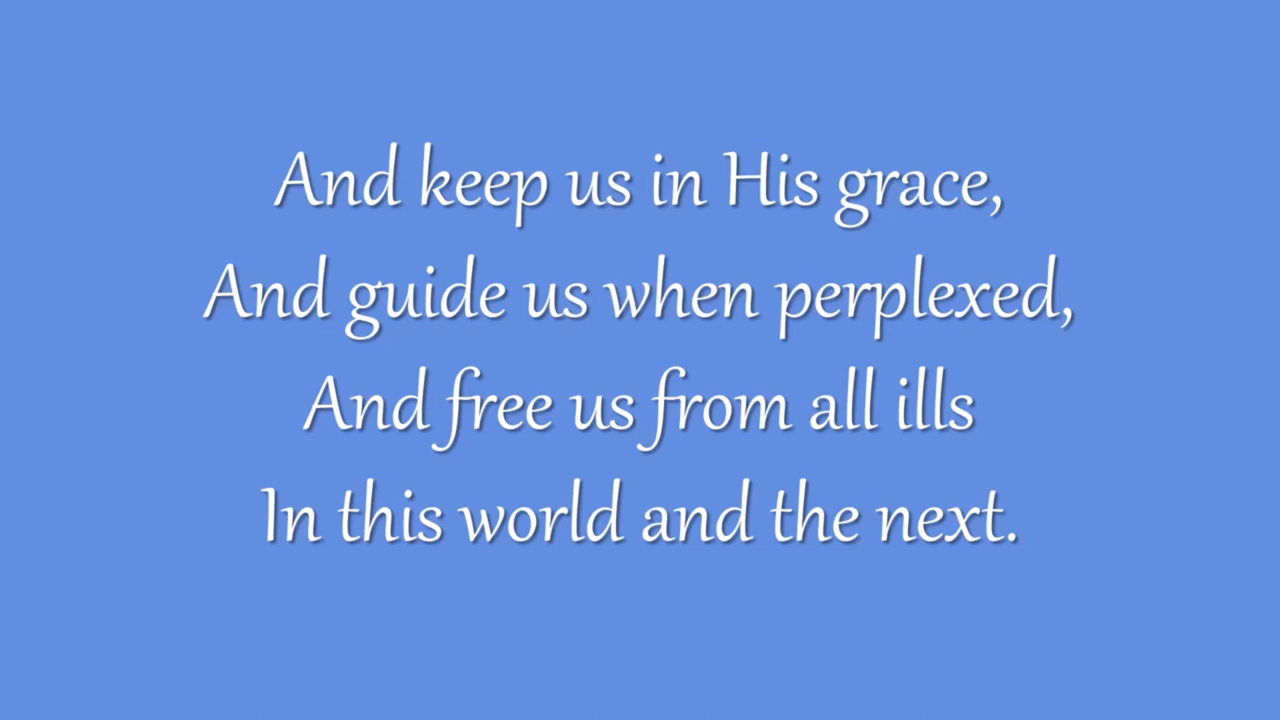 And keep us in His grace,
And guide us when perplexed,
And free us from all ills
In this world and the next.